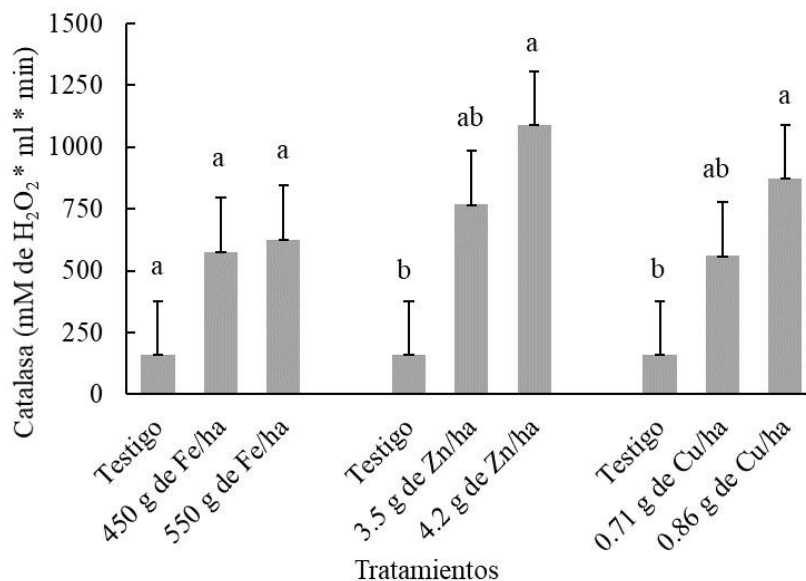 Catalasa (mM de H₂O₂ * ml * min)
1500
1250
1000
750
500
250
0
a
a
a
b
ab
a
b
ab
a
Testigo
450 g de Fe/ha
550 g de Fe/ha
Testigo
3.5 g de Zn/ha
4.2 g de Zn/ha
Testigo
0.71 g de Cu/ha
0.86 g de Cu/ha
Tratamientos